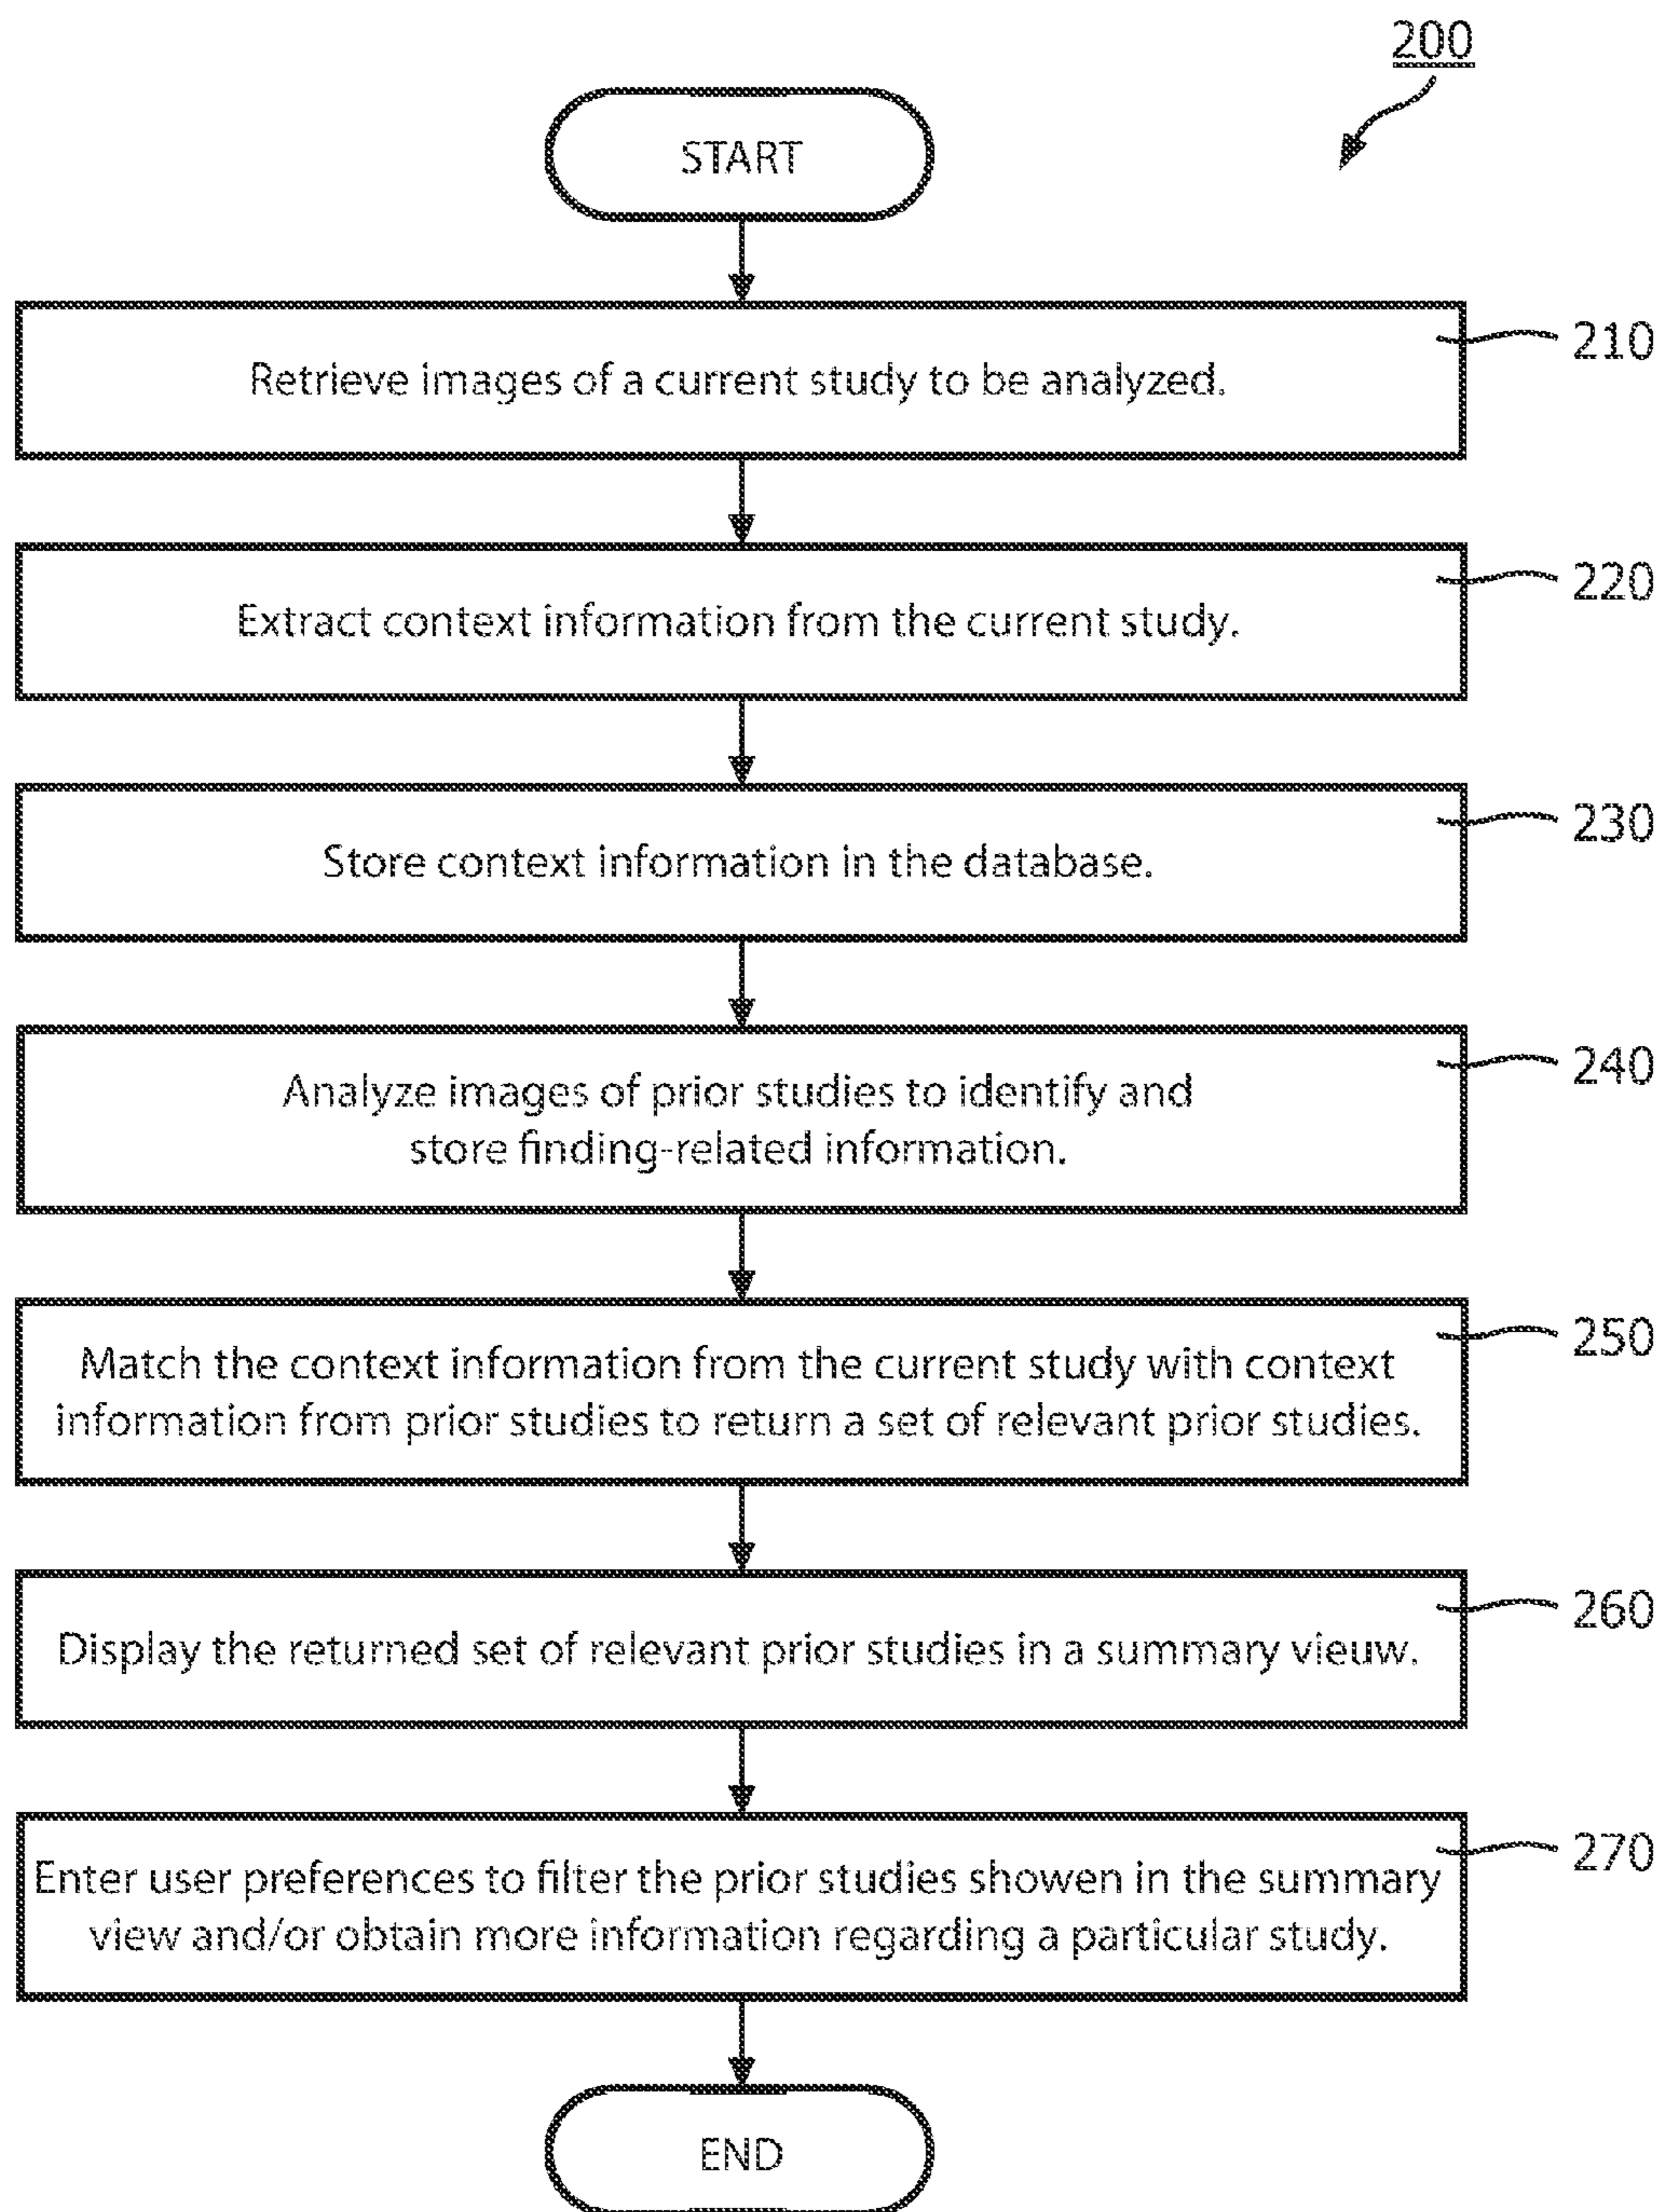 200
START
Retrieve images of a current study to be analyzed.
210
Extract context information from the current study.
220
Store context information in the database.
230
Analyze images of prior studies to identify and
store finding-related information.
240
Match the context information from the current study with context
information from prior studies to return a set of relevant prior studies.
250
Display the returned set of relevant prior studies in a summary vieuw.
260
Enter user preferences to filter the prior studies showen in the summary
view and/or obtain more information regarding a particular study.
270
END